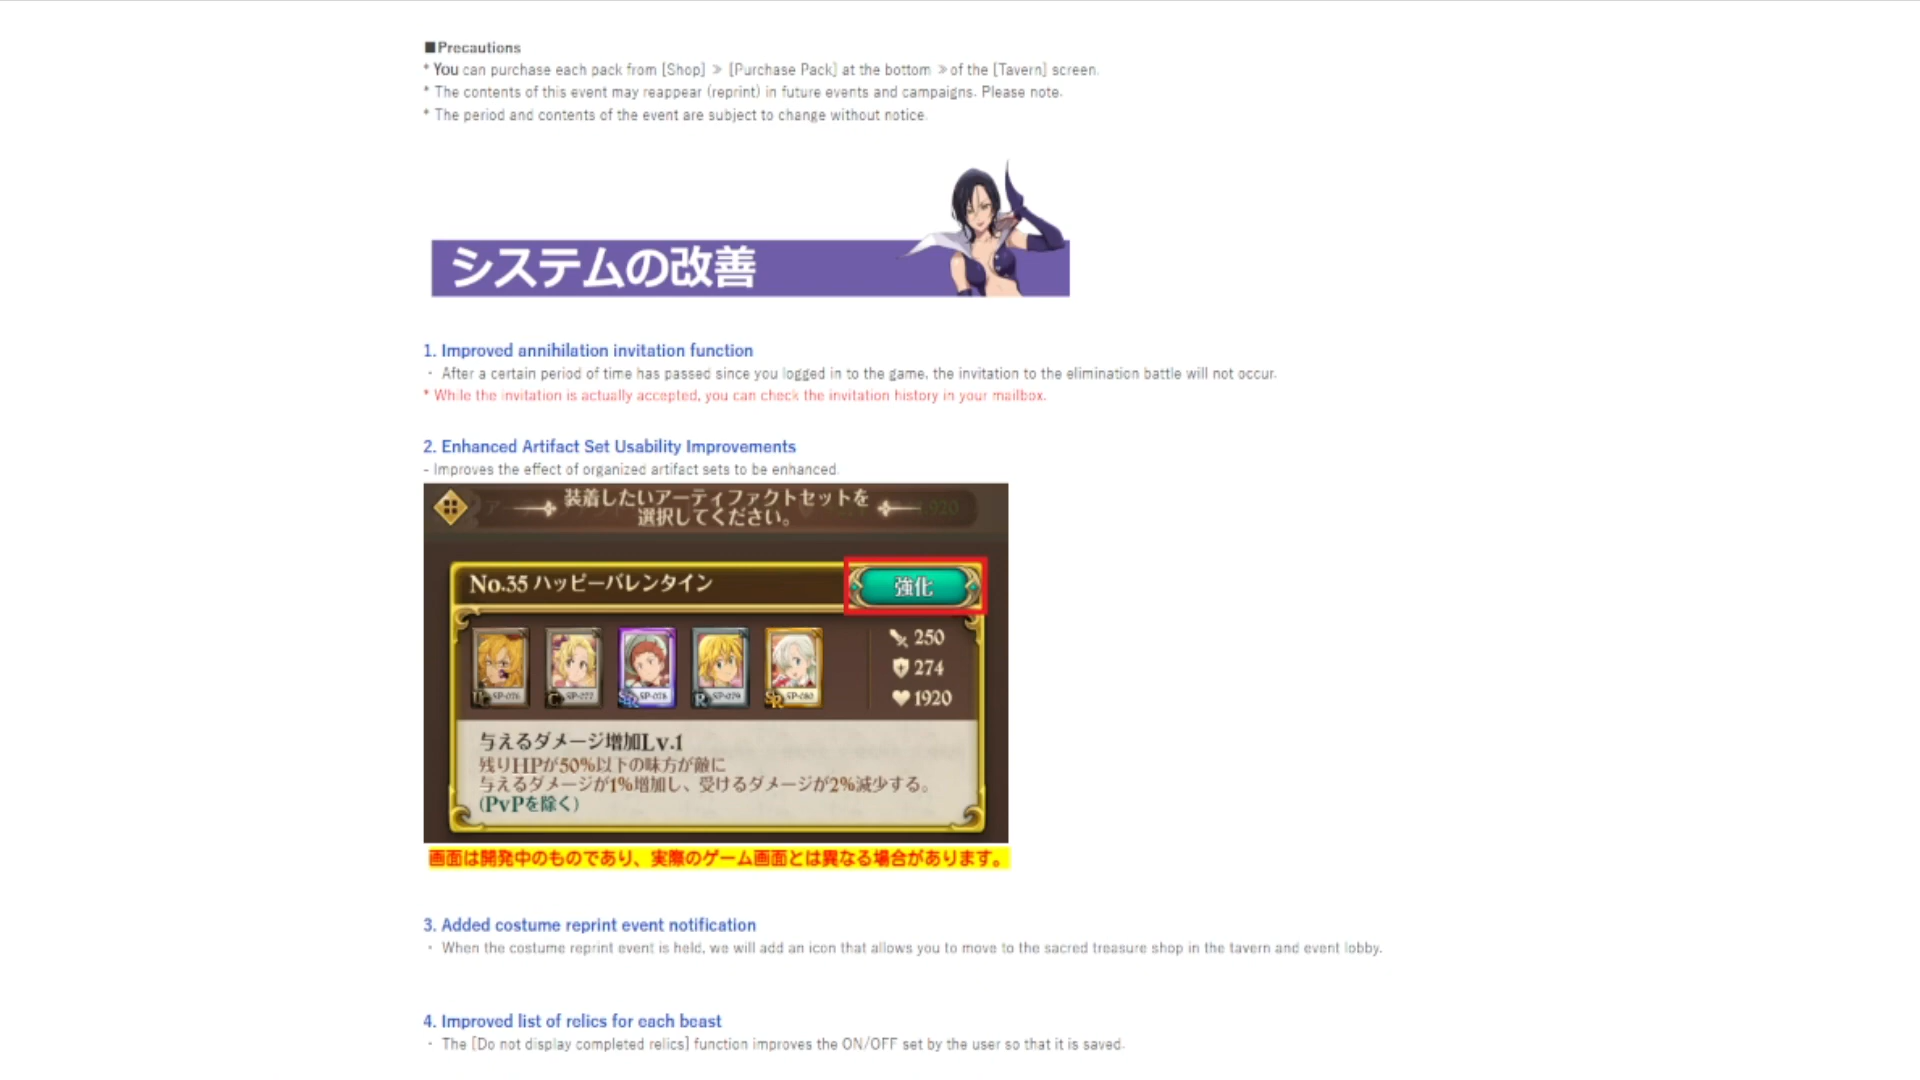 ■Precautions
* You can purchase each pack from [Shop] ≫ [Purchase Pack] at the bottom ≫ of the [Tavern] screen.
* The contents of this event may reappear (reprint) in future events and campaigns. Please note.
* The period and contents of the event are subject to change without notice.
システムの改善
1. Improved annihilation invitation function
・ After a certain period of time has passed since you logged in to the game, the invitation to the elimination battle will not occur.
* While the invitation is actually accepted, you can check the invitation history in your mailbox.
2. Enhanced Artifact Set Usability Improvements
- Improves the effect of organized artifact sets to be enhanced.
装着したいアーティファクトセットを
選択してください。
No.35 ハッピーバレンタイン
強化
250
274
1920
C SP-076
C SP-077
SSR SP-078
R SP-079
SR SP-080
与えるダメージ増加Lv.1
残りHPが50%以下の味方が敵に
与えるダメージが1%増加し、受けるダメージが2%減少する。
(PvPを除く)
画面は開発中のものであり、実際のゲーム画面とは異なる場合があります。
3. Added costume reprint event notification
・ When the costume reprint event is held, we will add an icon that allows you to move to the sacred treasure shop in the tavern and event lobby.
4. Improved list of relics for each beast
・ The [Do not display completed relics] function improves the ON/OFF set by the user so that it is saved.